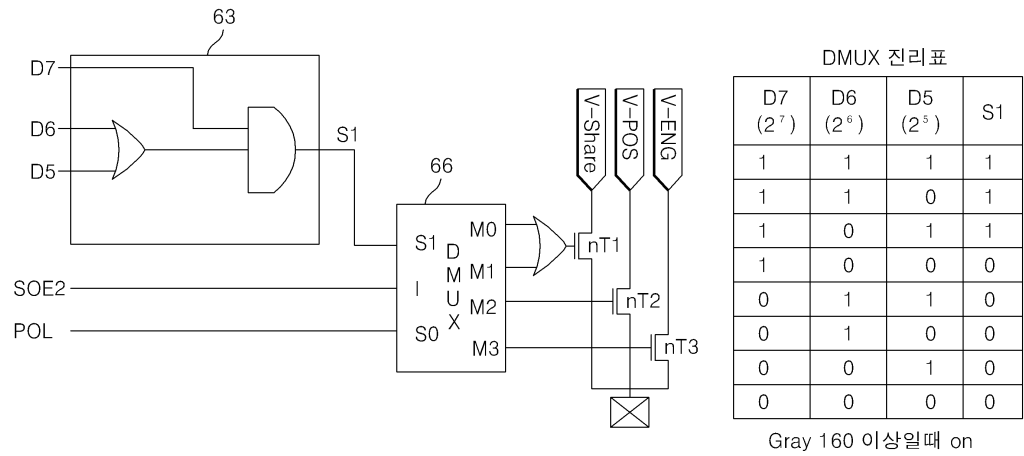 63
D7
D6
D5
S1
66
S1
I
S0
D
M
U
X
M0
M1
M2
M3
SOE2
POL
V-Share
V-POS
V-ENG
nT1
nT2
nT3
DMUX 진리표
D7 (2⁷) D6 (2⁶) D5 (2⁵) S1
1 1 1 1
1 1 0 1
1 0 1 1
1 0 0 0
0 1 1 0
0 1 0 0
0 0 1 0
0 0 0 0
Gray 160 이상일때 on